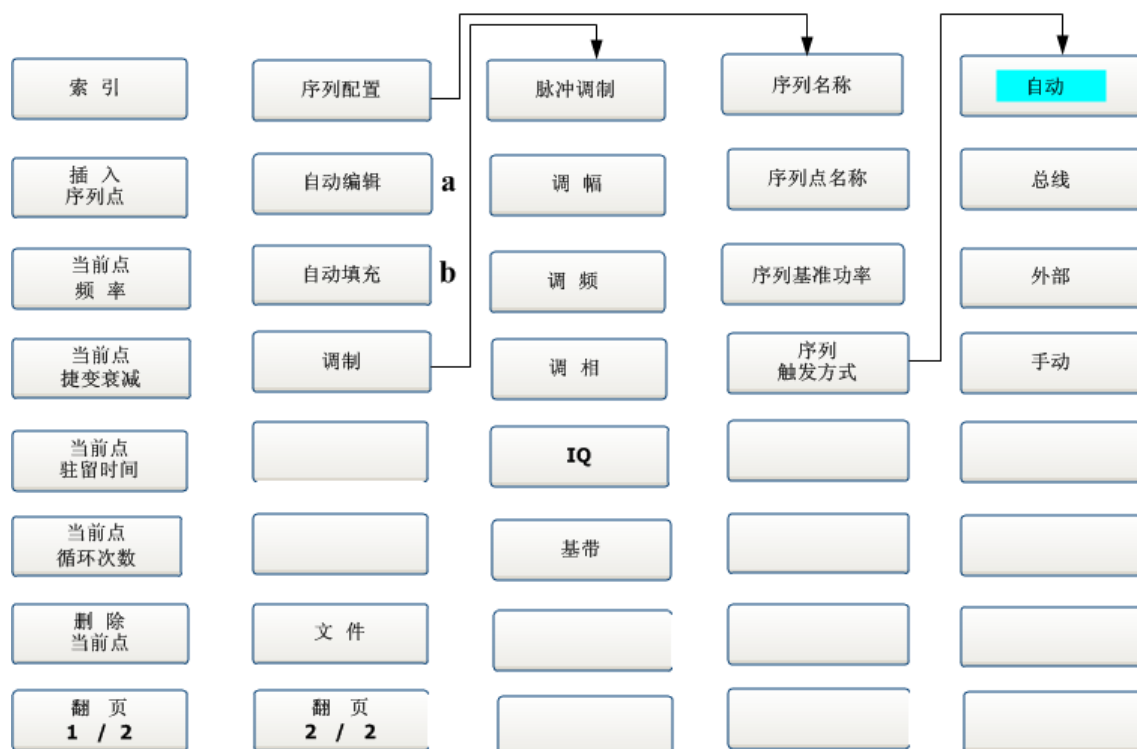 索 引
插 入
序列点
当前点
频 率
当前点
捷变衰减
当前点
驻留时间
当前点
循环次数
删 除
当前点
翻 页
1 / 2
序列配置
自动编辑
a
自动填充
b
调制
文 件
翻 页
2 / 2
脉冲调制
调 幅
调 频
调 相
IQ
基带
序列名称
序列点名称
序列基准功率
序列
触发方式
自动
总线
外部
手动